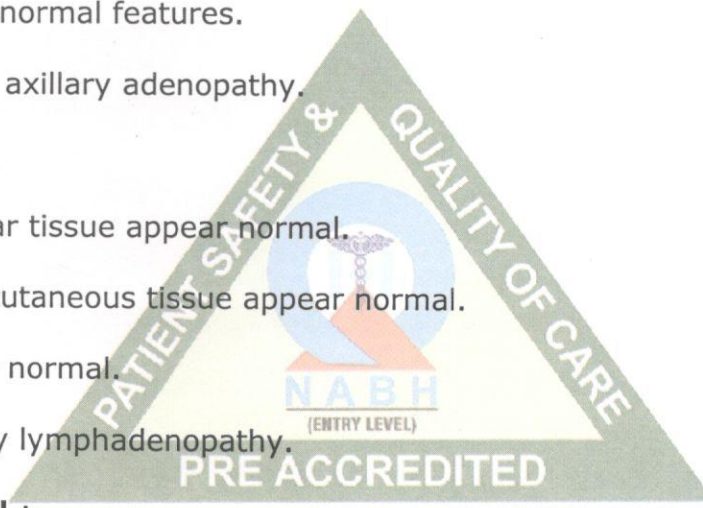 normal features.
axillary adenopathy.
ar tissue appear normal.
cutaneous tissue appear normal.
normal.
y lymphadenopathy.
PATIENT SAFETY &
QUALITY OF CARE
NABH
(ENTRY LEVEL)
PRE ACCREDITED